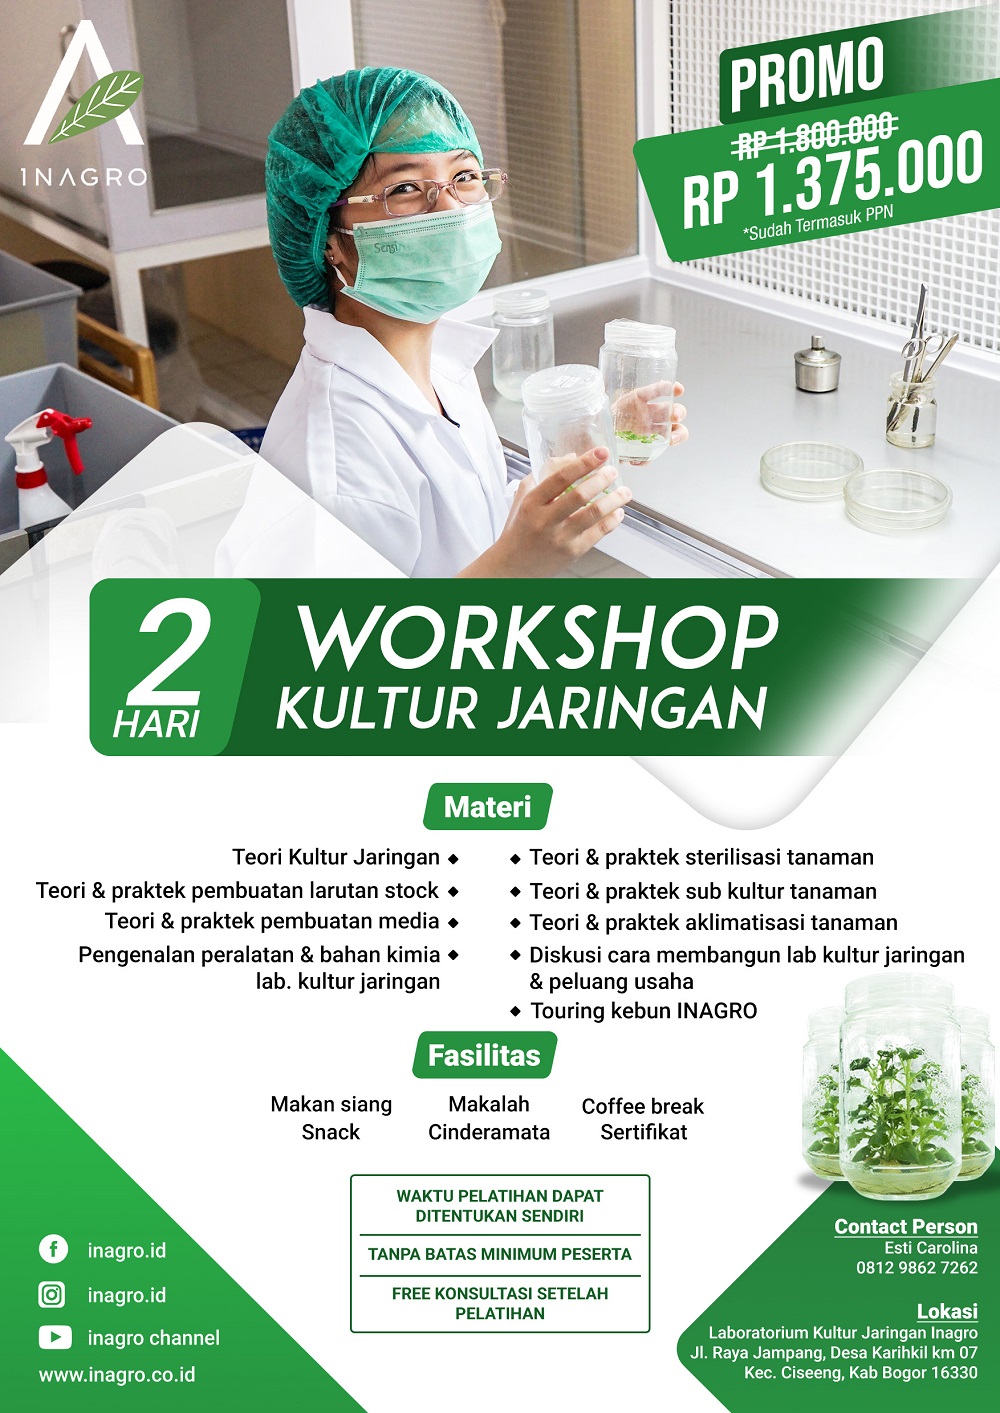 INAGRO
PROMO
RP 1.800.000
RP 1.375.000
*Sudah Termasuk PPN
Sensi
2
HARI
WORKSHOP
KULTUR JARINGAN
Materi
Teori Kultur Jaringan
Teori & praktek pembuatan larutan stock
Teori & praktek pembuatan media
Pengenalan peralatan & bahan kimia
lab. kultur jaringan
Teori & praktek sterilisasi tanaman
Teori & praktek sub kultur tanaman
Teori & praktek aklimatisasi tanaman
Diskusi cara membangun lab kultur jaringan
& peluang usaha
Touring kebun INAGRO
Fasilitas
Makan siang
Snack
Makalah
Cinderamata
Coffee break
Sertifikat
WAKTU PELATIHAN DAPAT
DITENTUKAN SENDIRI
TANPA BATAS MINIMUM PESERTA
FREE KONSULTASI SETELAH
PELATIHAN
inagro.id
inagro.id
inagro channel
www.inagro.co.id
Contact Person
Esti Carolina
0812 9862 7262
Lokasi
Laboratorium Kultur Jaringan Inagro
Jl. Raya Jampang, Desa Karihkil km 07
Kec. Ciseeng, Kab Bogor 16330